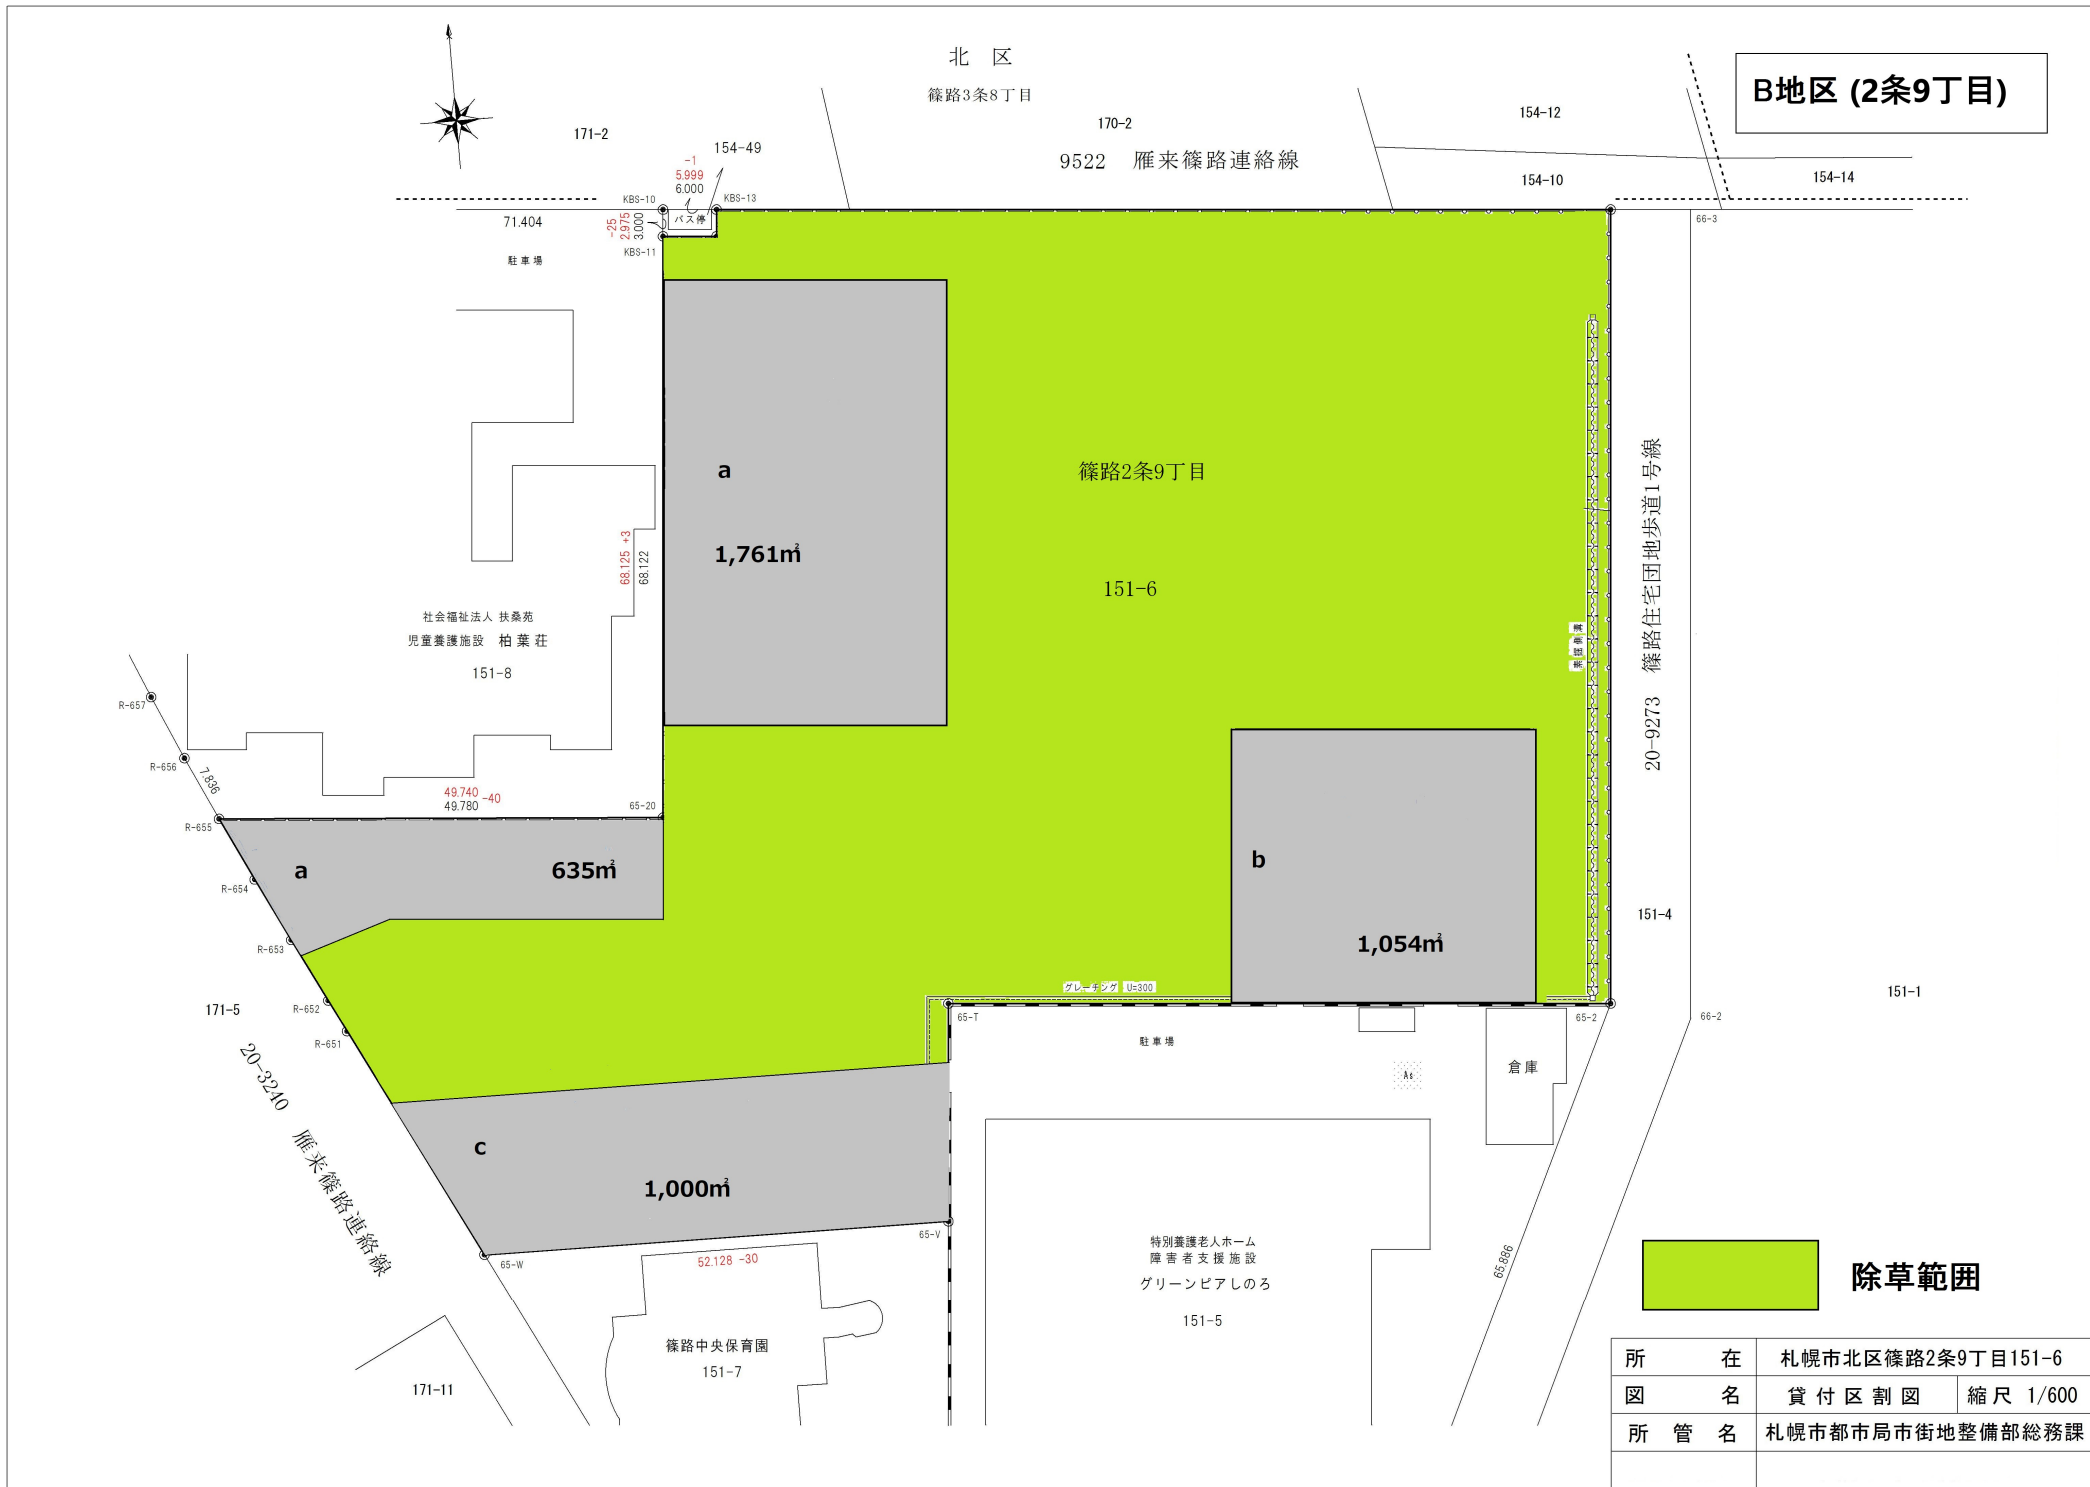 北 区
篠路3条8丁目
B地区 (2条9丁目)
171-2
154-49
170-2
154-12
9522 雁来篠路連絡線
154-10
154-14
-1
5.999
6.000
KBS-10
KBS-13
バス停
-25
2.975
3.000
KBS-11
71.404
駐車場
66-3
a
1,761㎡
篠路2条9丁目
151-6
68.125 +3
68.122
社会福祉法人 扶桑苑
児童養護施設 柏葉荘
151-8
素掘側溝
20-9273 篠路住宅団地歩道1号線
R-657
R-656
7.836
49.740 -40
49.780
65-20
R-655
a
635㎡
R-654
R-653
b
1,054㎡
151-4
151-1
171-5
R-652
R-651
グレーチング U=300
65-T
65-2
66-2
駐車場
As
倉庫
20-3240 雁来篠路連絡線
c
1,000㎡
65-V
65-W
52.128 -30
特別養護老人ホーム
障害者支援施設
グリーンピアしのろ
151-5
65.886
篠路中央保育園
151-7
171-11
除草範囲
所 在 札幌市北区篠路2条9丁目151-6
図 名 貸付区割図 縮尺 1/600
所管名 札幌市都市局市街地整備部総務課